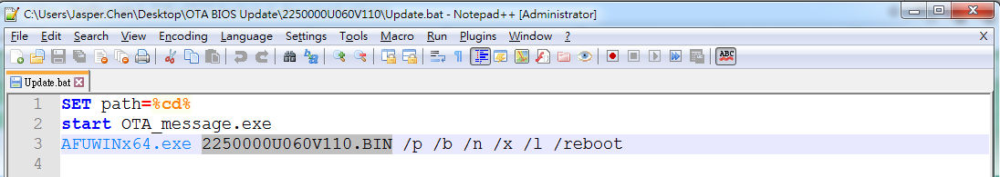 C:\Users\Jasper.Chen\Desktop\OTA BIOS Update\2250000U060V110\Update.bat - Notepad++ [Administrator]
File Edit Search View Encoding Language Settings Tools Macro Run Plugins Window ? X
ABC
Update.bat
1 SET path=%cd%
2 start OTA_message.exe
3 AFUWINx64.exe 2250000U060V110.BIN /p /b /n /x /l /reboot
4